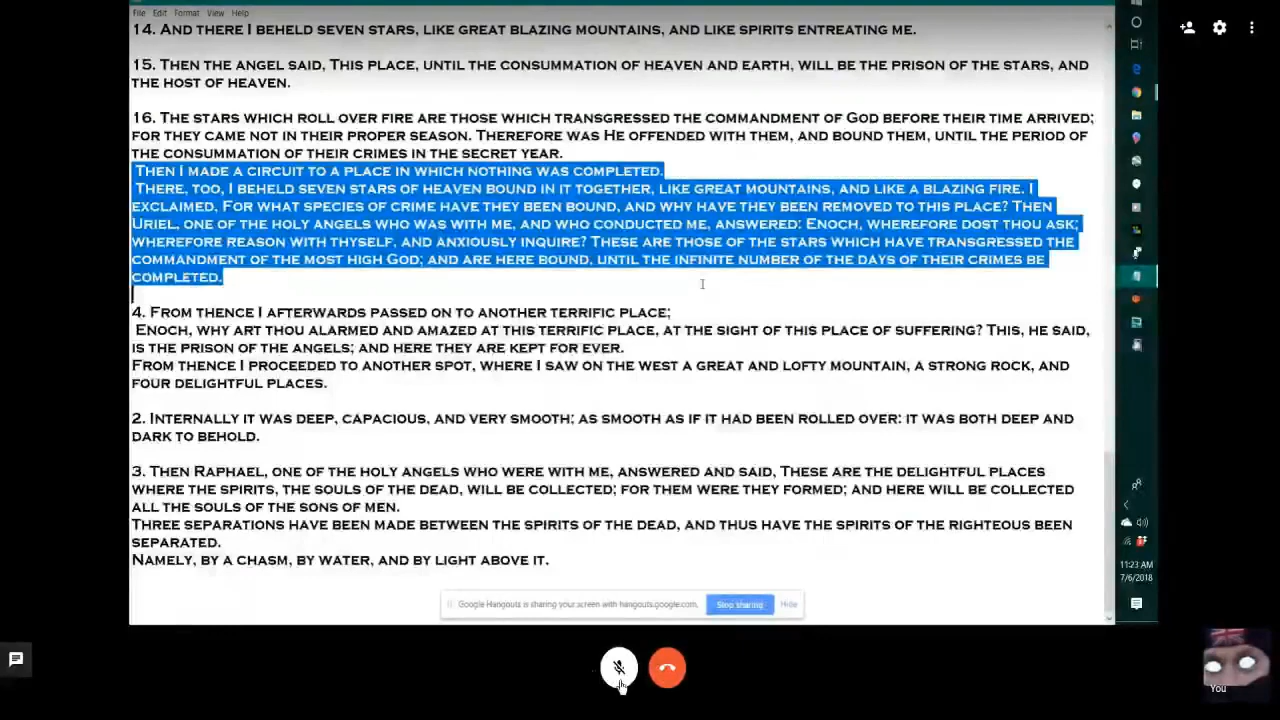 File Edit Format View Help
14. And there I beheld seven stars, like great blazing mountains, and like spirits entreating me.
15. Then the angel said, This place, until the consummation of heaven and earth, will be the prison of the stars, and
the host of heaven.
16. The stars which roll over fire are those which transgressed the commandment of God before their time arrived;
for they came not in their proper season. Therefore was He offended with them, and bound them, until the period of
the consummation of their crimes in the secret year.
Then I made a circuit to a place in which nothing was completed.
There, too, I beheld seven stars of heaven bound in it together, like great mountains, and like a blazing fire. I
exclaimed, For what species of crime have they been bound, and why have they been removed to this place? Then
Uriel, one of the holy angels who was with me, and who conducted me, answered: Enoch, wherefore dost thou ask;
wherefore reason with thyself, and anxiously inquire? These are those of the stars which have transgressed the
commandment of the most high God; and are here bound, until the infinite number of the days of their crimes be
completed.
4. From thence I afterwards passed on to another terrific place;
Enoch, why art thou alarmed and amazed at this terrific place, at the sight of this place of suffering? This, he said,
is the prison of the angels; and here they are kept for ever.
From thence I proceeded to another spot, where I saw on the west a great and lofty mountain, a strong rock, and
four delightful places.
2. Internally it was deep, capacious, and very smooth; as smooth as if it had been rolled over: it was both deep and
dark to behold.
3. Then Raphael, one of the holy angels who were with me, answered and said, These are the delightful places
where the spirits, the souls of the dead, will be collected; for them were they formed; and here will be collected
all the souls of the sons of men.
Three separations have been made between the spirits of the dead, and thus have the spirits of the righteous been
separated.
Namely, by a chasm, by water, and by light above it.
11:23 AM
7/6/2018
Google Hangouts is sharing your screen with hangouts.google.com. Stop sharing Hide
You